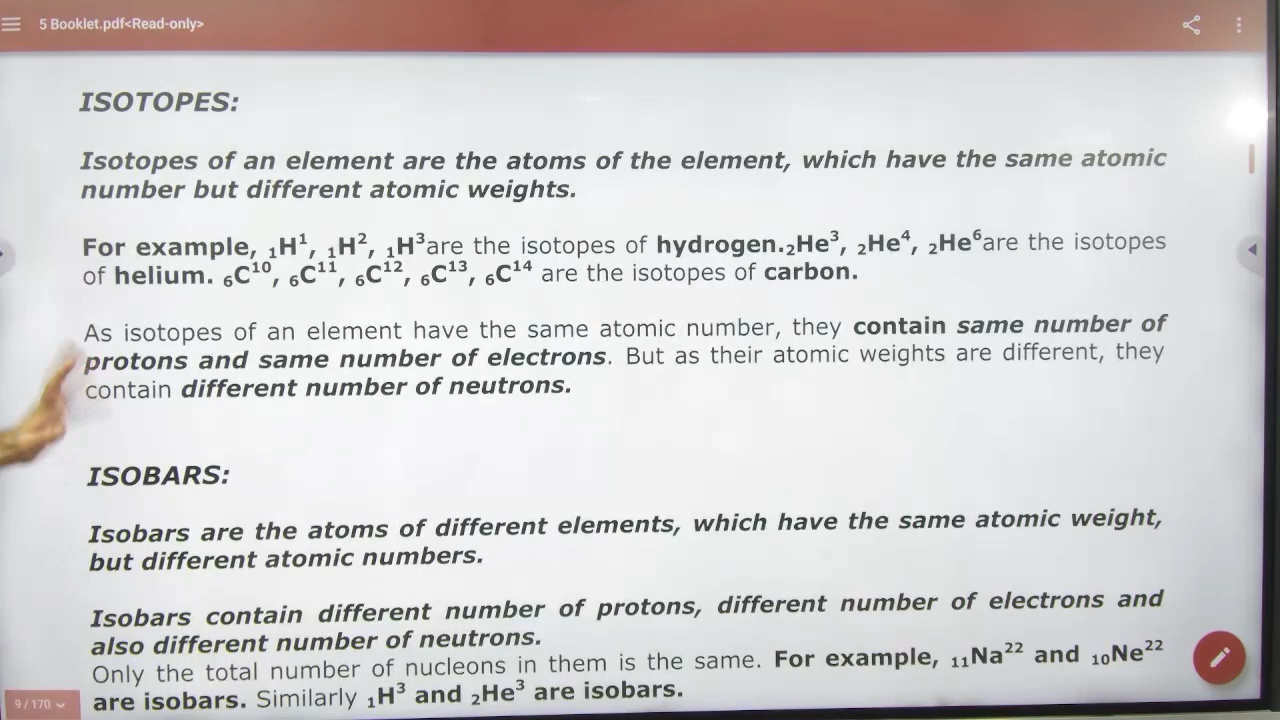 5 Booklet.pdf<Read-only>
ISOTOPES:
Isotopes of an element are the atoms of the element, which have the same atomic
number but different atomic weights.
For example, ₁H¹, ₁H², ₁H³are the isotopes of hydrogen.₂He³, ₂He⁴, ₂He⁶are the isotopes
of helium. ₆C¹⁰, ₆C¹¹, ₆C¹², ₆C¹³, ₆C¹⁴ are the isotopes of carbon.
As isotopes of an element have the same atomic number, they contain same number of
protons and same number of electrons. But as their atomic weights are different, they
contain different number of neutrons.
ISOBARS:
Isobars are the atoms of different elements, which have the same atomic weight,
but different atomic numbers.
Isobars contain different number of protons, different number of electrons and
also different number of neutrons.
Only the total number of nucleons in them is the same. For example, ₁₁Na²² and ₁₀Ne²²
are isobars. Similarly ₁H³ and ₂He³ are isobars.
9 / 170